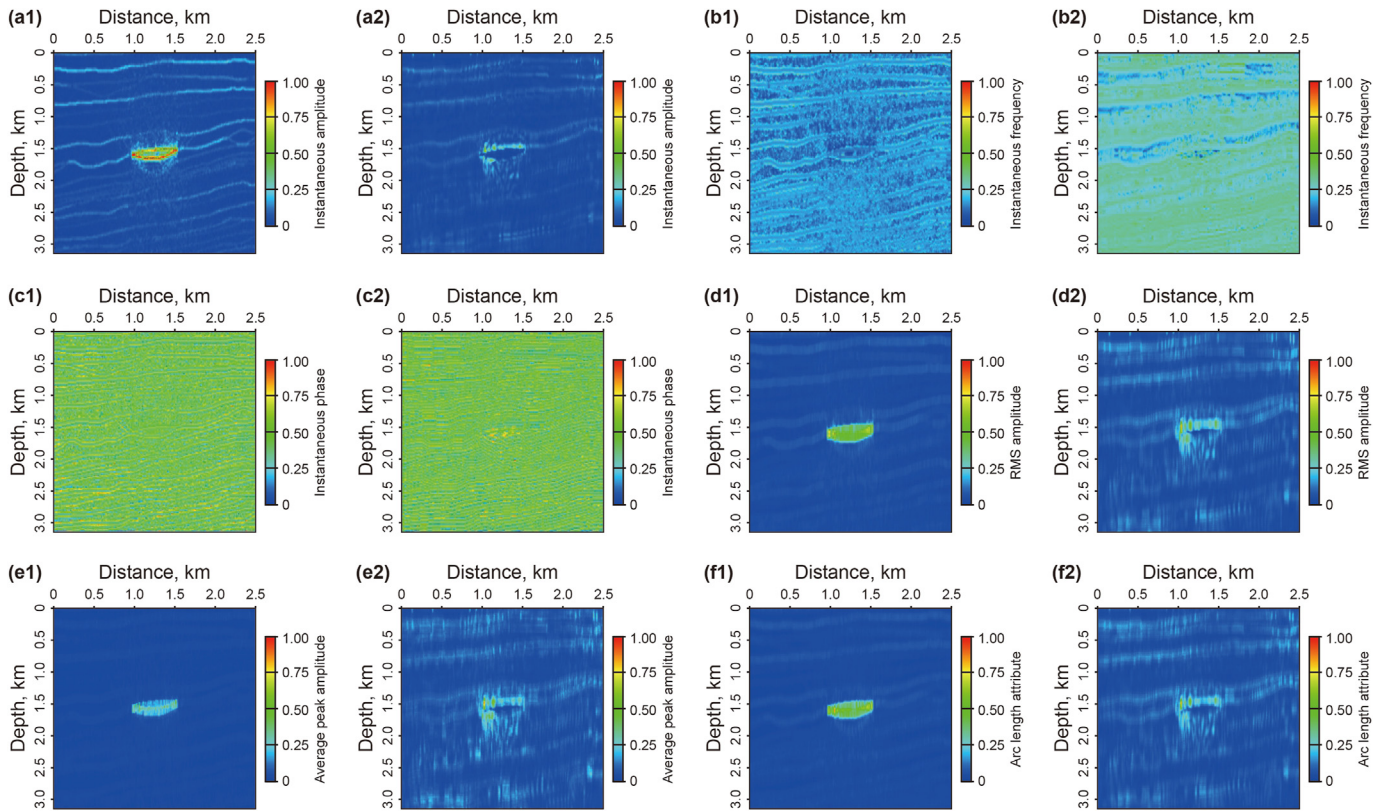 (a1) Distance, km
0 0.5 1.0 1.5 2.0 2.5
Depth, km
0 0.5 1.0 1.5 2.0 2.5 3.0
Instantaneous amplitude
1.00 0.75 0.50 0.25 0
(a2) Distance, km
0 0.5 1.0 1.5 2.0 2.5
Depth, km
0 0.5 1.0 1.5 2.0 2.5 3.0
Instantaneous amplitude
1.00 0.75 0.50 0.25 0
(b1) Distance, km
0 0.5 1.0 1.5 2.0 2.5
Depth, km
0 0.5 1.0 1.5 2.0 2.5 3.0
Instantaneous frequency
1.00 0.75 0.50 0.25 0
(b2) Distance, km
0 0.5 1.0 1.5 2.0 2.5
Depth, km
0 0.5 1.0 1.5 2.0 2.5 3.0
Instantaneous frequency
1.00 0.75 0.50 0.25 0
(c1) Distance, km
0 0.5 1.0 1.5 2.0 2.5
Depth, km
0 0.5 1.0 1.5 2.0 2.5 3.0
Instantaneous phase
1.00 0.75 0.50 0.25 0
(c2) Distance, km
0 0.5 1.0 1.5 2.0 2.5
Depth, km
0 0.5 1.0 1.5 2.0 2.5 3.0
Instantaneous phase
1.00 0.75 0.50 0.25 0
(d1) Distance, km
0 0.5 1.0 1.5 2.0 2.5
Depth, km
0 0.5 1.0 1.5 2.0 2.5 3.0
RMS amplitude
1.00 0.75 0.50 0.25 0
(d2) Distance, km
0 0.5 1.0 1.5 2.0 2.5
Depth, km
0 0.5 1.0 1.5 2.0 2.5 3.0
RMS amplitude
1.00 0.75 0.50 0.25 0
(e1) Distance, km
0 0.5 1.0 1.5 2.0 2.5
Depth, km
0 0.5 1.0 1.5 2.0 2.5 3.0
Average peak amplitude
1.00 0.75 0.50 0.25 0
(e2) Distance, km
0 0.5 1.0 1.5 2.0 2.5
Depth, km
0 0.5 1.0 1.5 2.0 2.5 3.0
Average peak amplitude
1.00 0.75 0.50 0.25 0
(f1) Distance, km
0 0.5 1.0 1.5 2.0 2.5
Depth, km
0 0.5 1.0 1.5 2.0 2.5 3.0
Arc length attribute
1.00 0.75 0.50 0.25 0
(f2) Distance, km
0 0.5 1.0 1.5 2.0 2.5
Depth, km
0 0.5 1.0 1.5 2.0 2.5 3.0
Arc length attribute
1.00 0.75 0.50 0.25 0